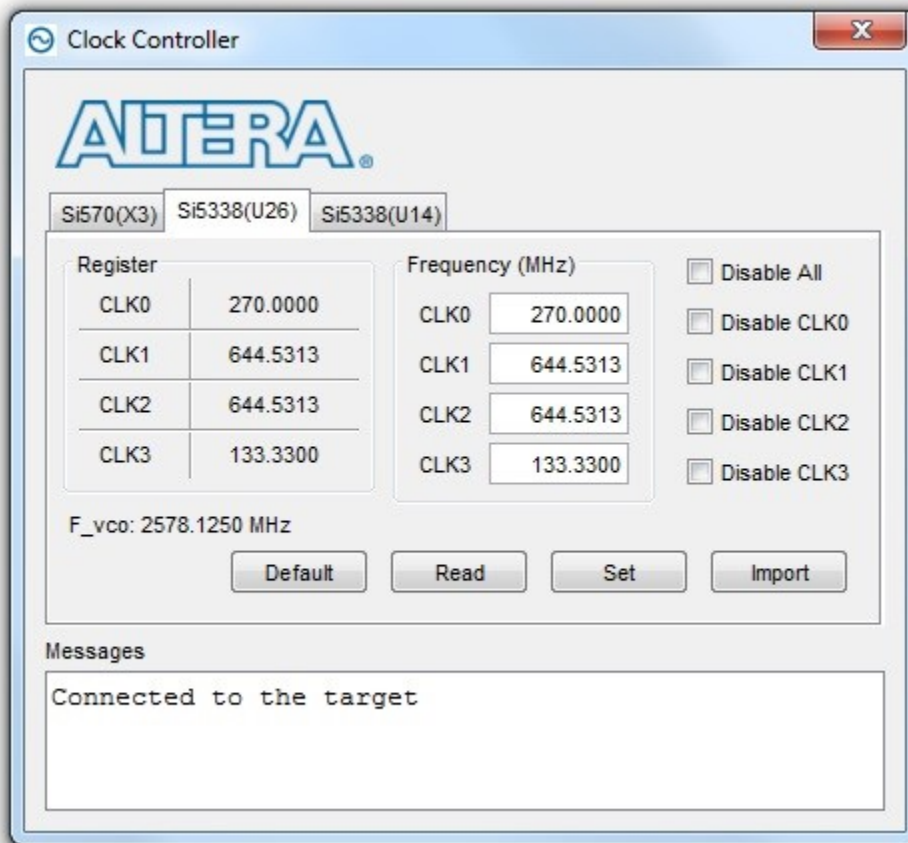 Clock Controller
ALTERA®
Si570(X3) Si5338(U26) Si5338(U14)
Register
CLK0 270.0000
CLK1 644.5313
CLK2 644.5313
CLK3 133.3300
Frequency (MHz)
CLK0 270.0000
CLK1 644.5313
CLK2 644.5313
CLK3 133.3300
Disable All
Disable CLK0
Disable CLK1
Disable CLK2
Disable CLK3
F_vco: 2578.1250 MHz
Default Read Set Import
Messages
Connected to the target